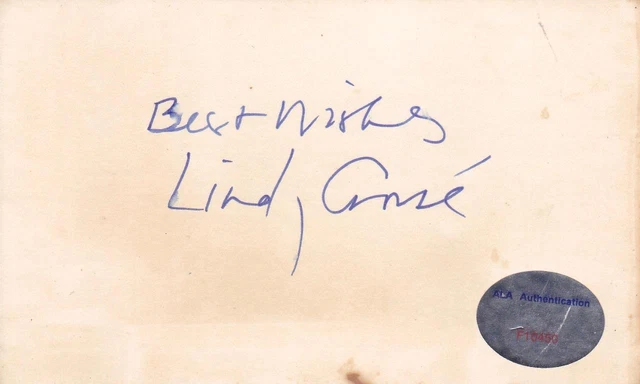 Best Wishes
Lindy
ALA Authentication